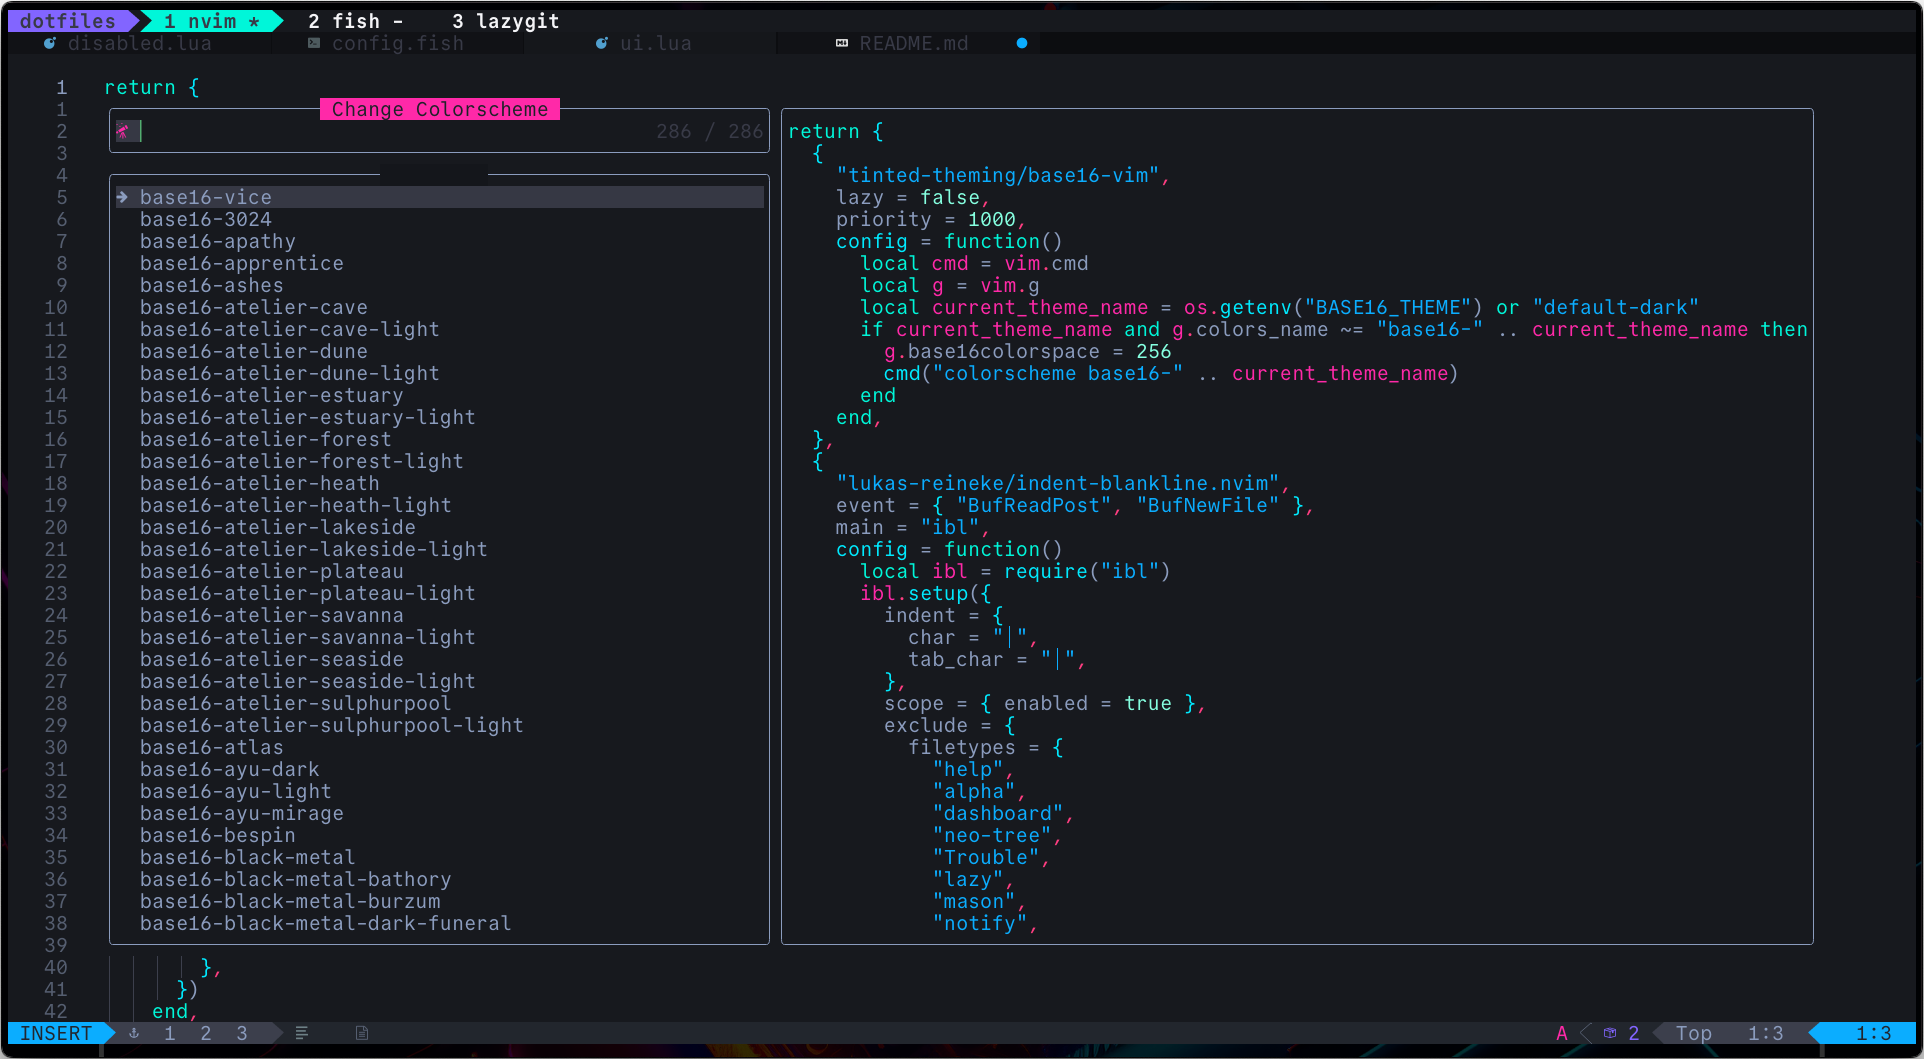 dotfiles 1 nvim * 2 fish - 3 lazygit
disabled.lua config.fish ui.lua README.md
1 return {
1
2
3
4
5
6
7
8
9
10
11
12
13
14
15
16
17
18
19
20
21
22
23
24
25
26
27
28
29
30
31
32
33
34
35
36
37
38
39
40 },
41 })
42 end,
Change Colorscheme
286 / 286
base16-vice
base16-3024
base16-apathy
base16-apprentice
base16-ashes
base16-atelier-cave
base16-atelier-cave-light
base16-atelier-dune
base16-atelier-dune-light
base16-atelier-estuary
base16-atelier-estuary-light
base16-atelier-forest
base16-atelier-forest-light
base16-atelier-heath
base16-atelier-heath-light
base16-atelier-lakeside
base16-atelier-lakeside-light
base16-atelier-plateau
base16-atelier-plateau-light
base16-atelier-savanna
base16-atelier-savanna-light
base16-atelier-seaside
base16-atelier-seaside-light
base16-atelier-sulphurpool
base16-atelier-sulphurpool-light
base16-atlas
base16-ayu-dark
base16-ayu-light
base16-ayu-mirage
base16-bespin
base16-black-metal
base16-black-metal-bathory
base16-black-metal-burzum
base16-black-metal-dark-funeral
return {
{
"tinted-theming/base16-vim",
lazy = false,
priority = 1000,
config = function()
local cmd = vim.cmd
local g = vim.g
local current_theme_name = os.getenv("BASE16_THEME") or "default-dark"
if current_theme_name and g.colors_name ~= "base16-" .. current_theme_name then
g.base16colorspace = 256
cmd("colorscheme base16-" .. current_theme_name)
end
end,
},
{
"lukas-reineke/indent-blankline.nvim",
event = { "BufReadPost", "BufNewFile" },
main = "ibl",
config = function()
local ibl = require("ibl")
ibl.setup({
indent = {
char = "│",
tab_char = "│",
},
scope = { enabled = true },
exclude = {
filetypes = {
"help",
"alpha",
"dashboard",
"neo-tree",
"Trouble",
"lazy",
"mason",
"notify",
INSERT 1 2 3 A 2 Top 1:3 1:3